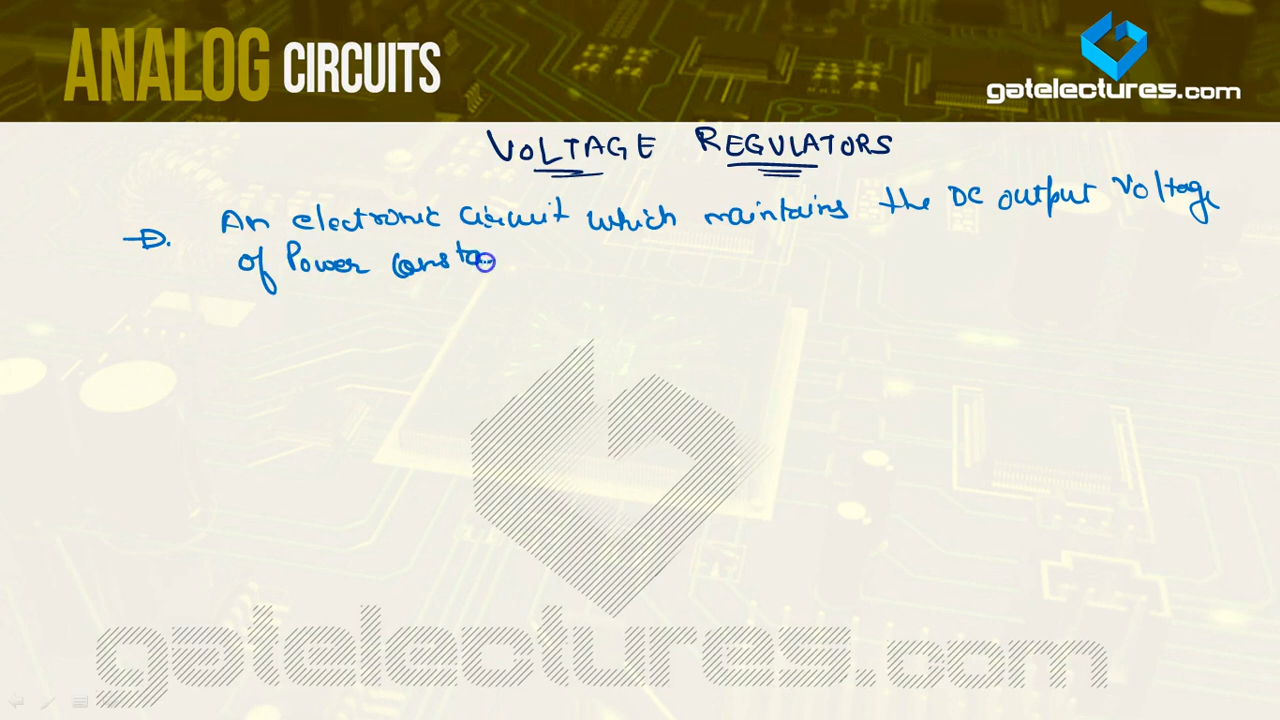 ANALOG CIRCUITS
gatelectures.com
VOLTAGE REGULATORS
An electronic circuit which maintains the DC output Voltage
of Power consta
gatelectures.com